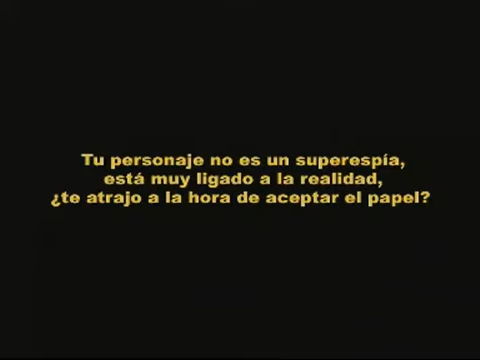 Tu personaje no es un superespía,
está muy ligado a la realidad,
¿te atrajo a la hora de aceptar el papel?